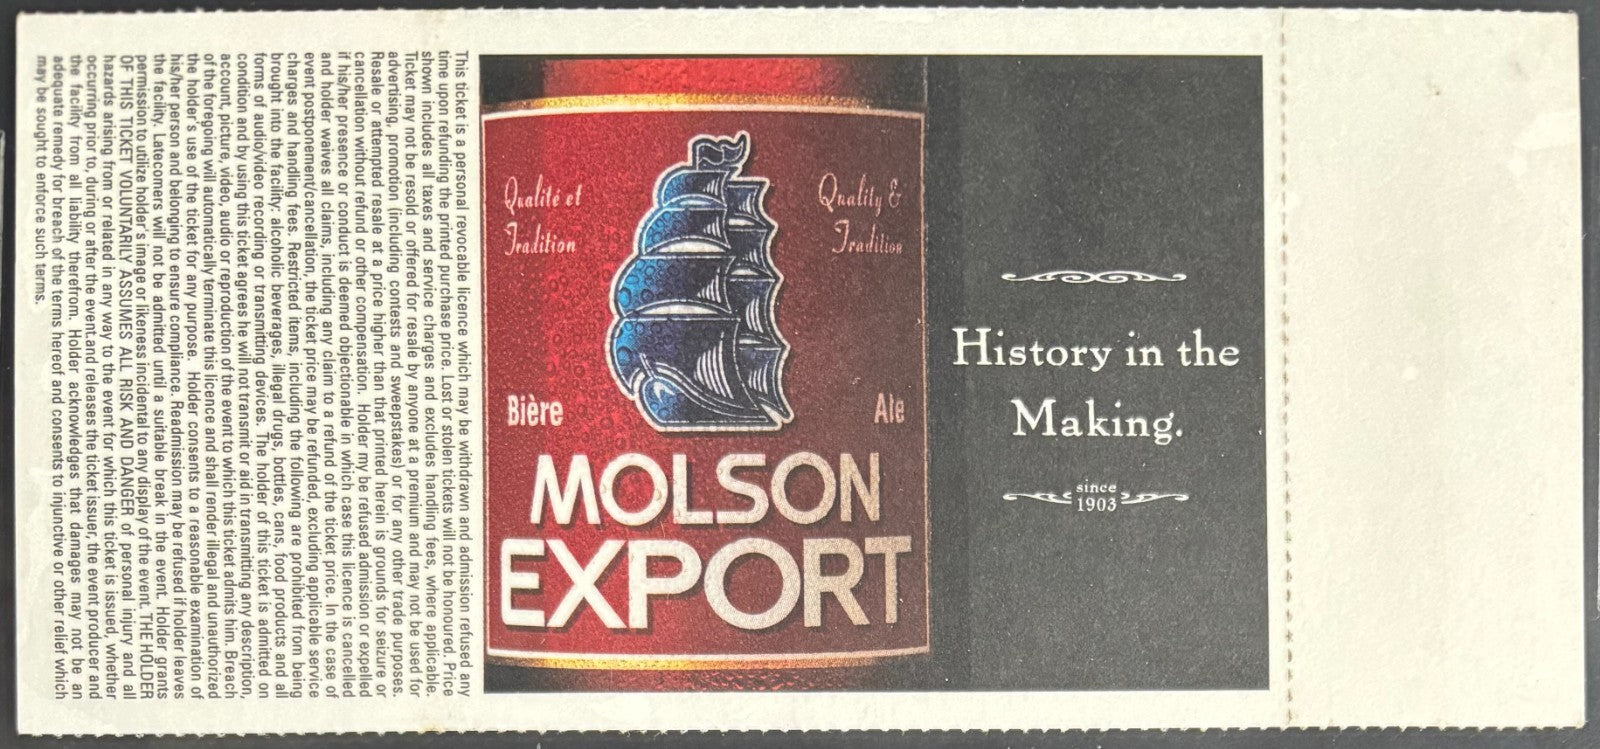 This ticket is a personal revocable licence which may be withdrawn and admission refused any
time upon refunding the printed purchase price. Lost or stolen tickets will not be honoured. Price
shown includes all taxes and service charges and excludes handling fees, where applicable.
Ticket may not be resold or offered for resale by anyone at a premium and may not be used for
advertising, promotion (including contests and sweepstakes) or for any other trade purposes.
Resale or attempted resale at a price higher than that printed herein is grounds for seizure or
cancellation without refund or other compensation. Holder my be refused admission or expelled
if his/her presence or conduct is deemed objectionable in which case this licence is cancelled
and holder waives all claims, including any claim to a refund of the ticket price. In the case of
event postponement/cancellation, the ticket price may be refunded, excluding applicable service
charges and handling fees. Restricted items, including the following are prohibited from being
brought into the facility: alcoholic beverages, illegal drugs, bottles, cans, food products and all
forms of audio/video recording or transmitting devices. The holder of this ticket is admitted on
condition and by using this ticket agrees he will not transmit or aid in transmitting any description,
account, picture, video, audio or reproduction of the event to which this ticket admits him. Breach
of the foregoing will automatically terminate this licence and shall render illegal and unauthorized
the holder's use of the ticket for any purpose. Holder consents to a reasonable examination of
his/her person and belonging to ensure compliance. Readmission may be refused if holder leaves
the facility. Latecomers will not be admitted until a suitable break in the event. Holder grants
permission to utilize holder's image or likeness incidental to any display of the event. THE HOLDER
OF THIS TICKET VOLUNTARILY ASSUMES ALL RISK AND DANGER of personal injury and all
hazards arising from or related in any way to the event for which this ticket is issued, whether
occurring prior to, during or after the event.and releases the ticket issuer, the event producer and
the facility from all liability therefrom. Holder acknowledges that damages may not be an
adequate remedy for breach of the terms hereof and consents to injunctive or other relief which
may be sought to enforce such terms.
Qualité et
Tradition
Quality &
Tradition
Bière
Ale
MOLSON
EXPORT
History in the
Making.
since
1903